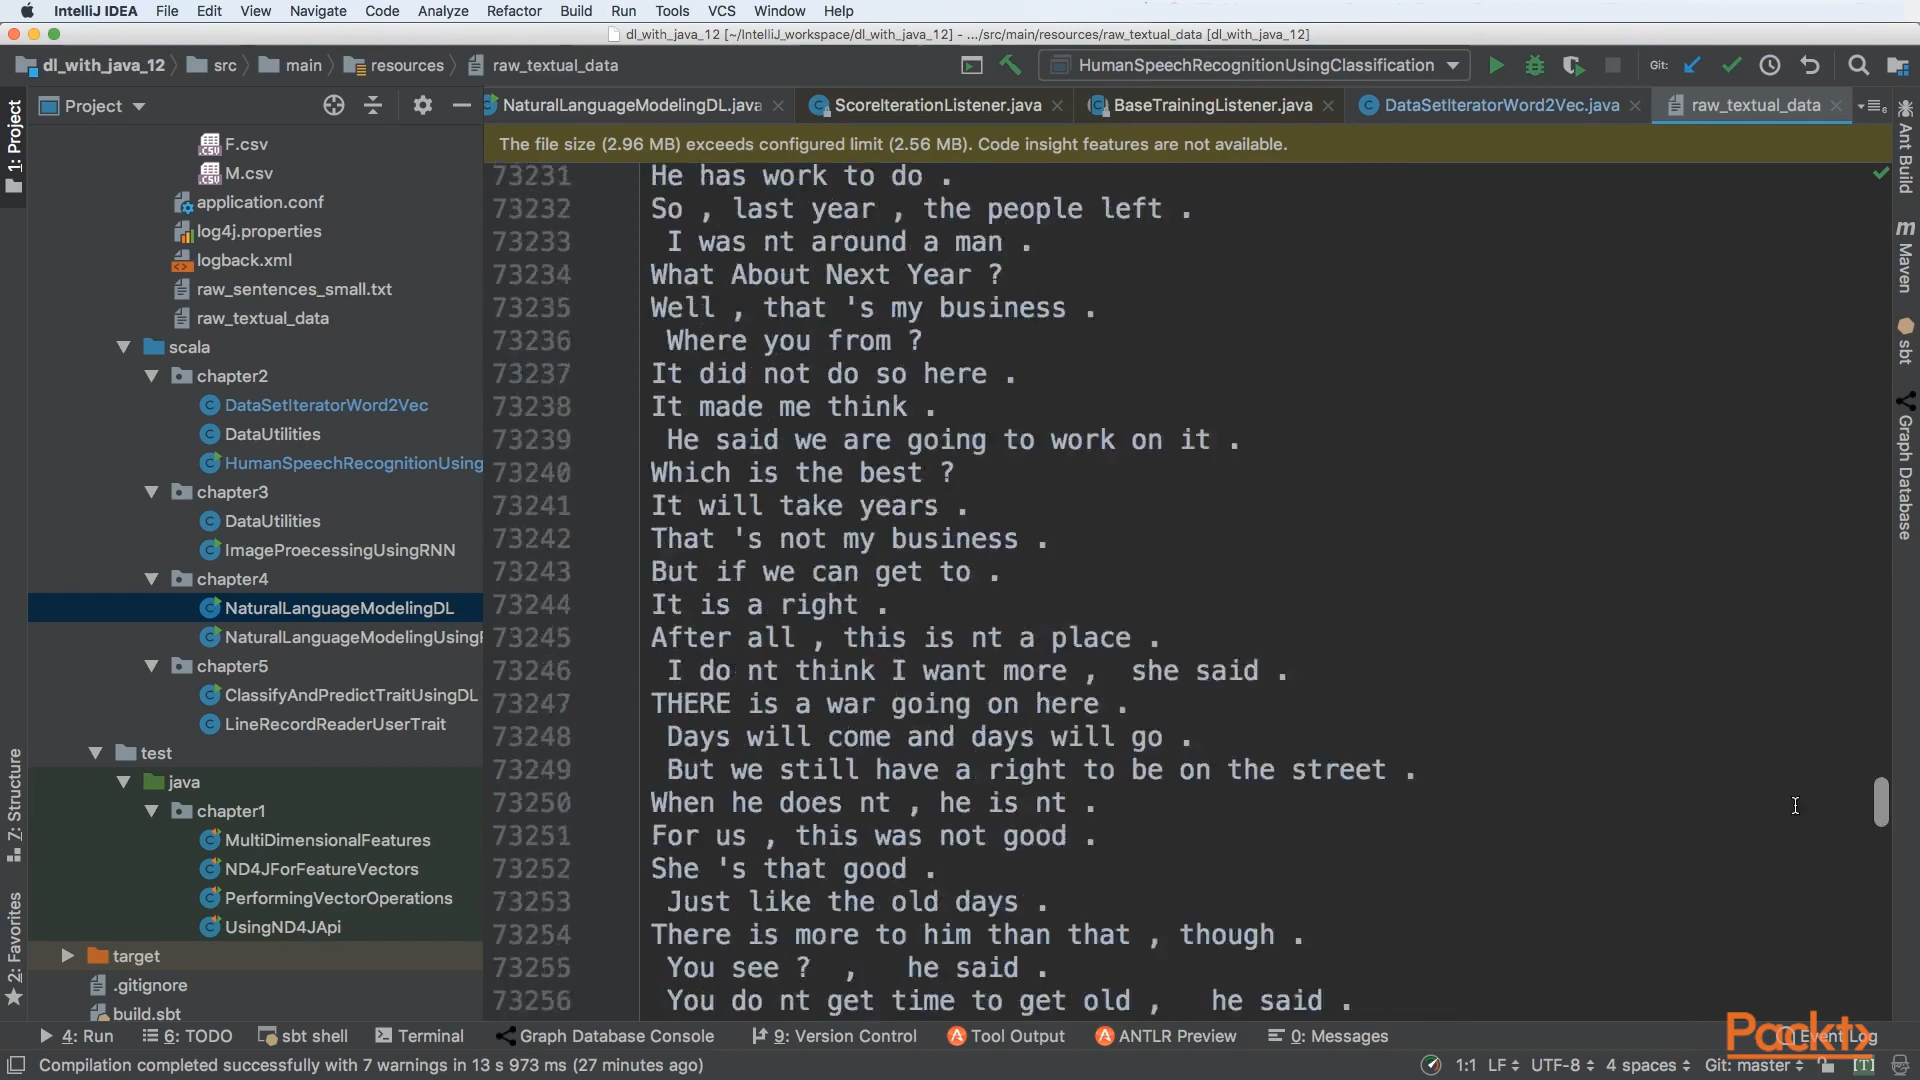 IntelliJ IDEA File Edit View Navigate Code Analyze Refactor Build Run Tools VCS Window Help
dl_with_java_12 [~/IntelliJ_workspace/dl_with_java_12] - .../src/main/resources/raw_textual_data [dl_with_java_12]
dl_with_java_12 src main resources raw_textual_data HumanSpeechRecognitionUsingClassification Git:
1: Project
Project
NaturalLanguageModelingDL.java ScoreIterationListener.java BaseTrainingListener.java DataSetIteratorWord2Vec.java raw_textual_data
The file size (2.96 MB) exceeds configured limit (2.56 MB). Code insight features are not available.
F.csv
M.csv
application.conf
log4j.properties
logback.xml
raw_sentences_small.txt
raw_textual_data
scala
chapter2
DataSetIteratorWord2Vec
DataUtilities
HumanSpeechRecognitionUsing
chapter3
DataUtilities
ImageProecessingUsingRNN
chapter4
NaturalLanguageModelingDL
NaturalLanguageModelingUsingF
chapter5
ClassifyAndPredictTraitUsingDL
LineRecordReaderUserTrait
test
java
chapter1
MultiDimensionalFeatures
ND4JForFeatureVectors
PerformingVectorOperations
UsingND4JApi
target
.gitignore
build.sbt
73231 He has work to do .
73232 So , last year , the people left .
73233 I was nt around a man .
73234 What About Next Year ?
73235 Well , that 's my business .
73236 Where you from ?
73237 It did not do so here .
73238 It made me think .
73239 He said we are going to work on it .
73240 Which is the best ?
73241 It will take years .
73242 That 's not my business .
73243 But if we can get to .
73244 It is a right .
73245 After all , this is nt a place .
73246 I do nt think I want more , she said .
73247 THERE is a war going on here .
73248 Days will come and days will go .
73249 But we still have a right to be on the street .
73250 When he does nt , he is nt .
73251 For us , this was not good .
73252 She 's that good .
73253 Just like the old days .
73254 There is more to him than that , though .
73255 You see ? , he said .
73256 You do nt get time to get old , he said .
Ant Build
Maven
sbt
Graph Database
Z: Structure
2: Favorites
4: Run 6: TODO sbt shell Terminal Graph Database Console 9: Version Control Tool Output ANTLR Preview 0: Messages Event Log
Packt
Compilation completed successfully with 7 warnings in 13 s 973 ms (27 minutes ago) 1:1 LF UTF-8 4 spaces Git: master [T]